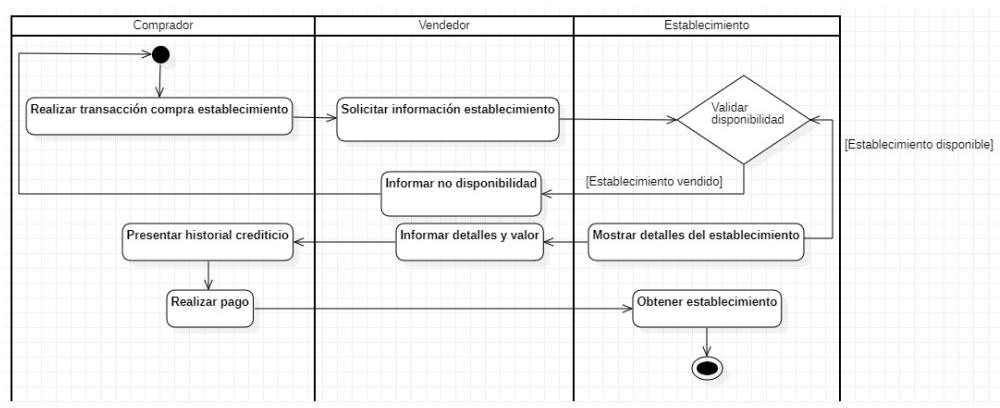 Comprador
Vendedor
Establecimiento
Realizar transacción compra establecimiento
Solicitar información establecimiento
Validar
disponibilidad
[Establecimiento disponible]
Informar no disponibilidad
[Establecimiento vendido]
Presentar historial crediticio
Informar detalles y valor
Mostrar detalles del establecimiento
Realizar pago
Obtener establecimiento